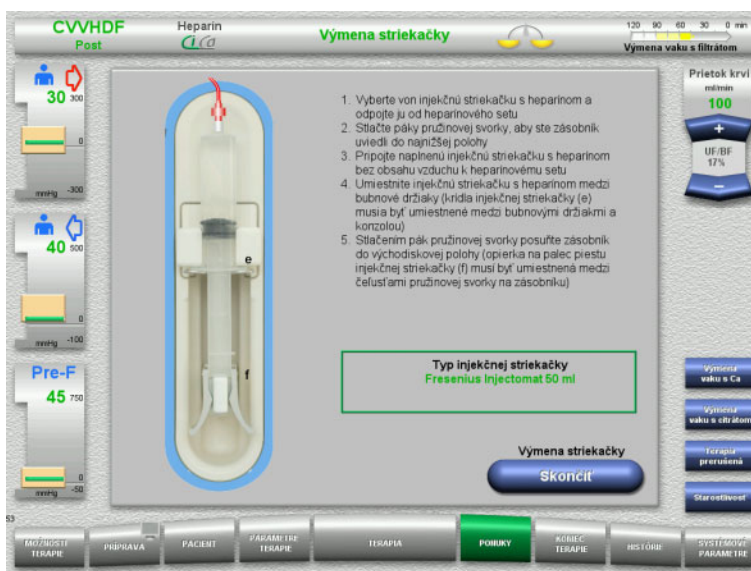 CVVHDF
Post
Heparin
CiCa
Výmena striekačky
120 90 60 30 0 min
Výmena vaku s filtrátom
30 300
0
mmHg -300
40 500
0
mmHg -100
Pre-F
45 750
0
mmHg -50
1. Vyberte von injekčnú striekačku s heparínom a
odpojte ju od heparínového setu
2. Stlačte páky pružinovej svorky, aby ste zásobník
uviedli do najnižšej polohy
3. Pripojte naplnenú injekčnú striekačku s heparínom
bez obsahu vzduchu k heparínovému setu
4. Umiestnite injekčnú striekačku s heparínom medzi
bubnové držiaky (krídla injekčnej striekačky (e)
musia byť umiestnené medzi bubnovými držiakmi a
konzolou)
5. Stlačením pák pružinovej svorky posuňte zásobník
do východiskovej polohy (opierka na palec piestu
injekčnej striekačky (f) musí byť umiestnená medzi
čeľusťami pružinovej svorky na zásobníku)
e
f
Typ injekčnej striekačky
Fresenius Injectomat 50 ml
Výmena striekačky
Skončiť
Prietok krvi
ml/min
100
+
UF/BF
17%
−
Výmena
vaku s Ca
Výmena
vaku s citrátom
Terapia
prerušená
Starostlivosť
53
MOŽNOSTI
TERAPIE
PRÍPRAVA
PACIENT
PARAMETRE
TERAPIE
TERAPIA
PONUKY
KONIEC
TERAPIE
HISTÓRIE
SYSTÉMOVÉ
PARAMETRE